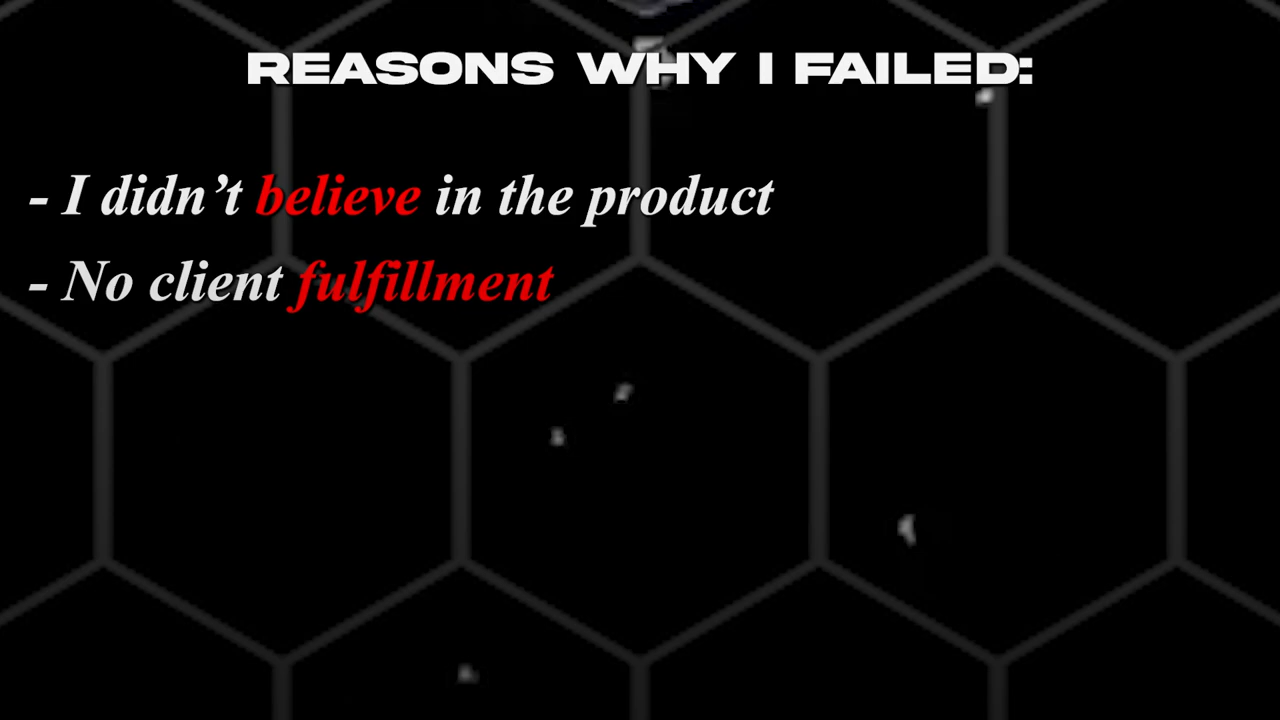 REASONS WHY I FAILED:
- I didn’t believe in the product
- No client fulfillment